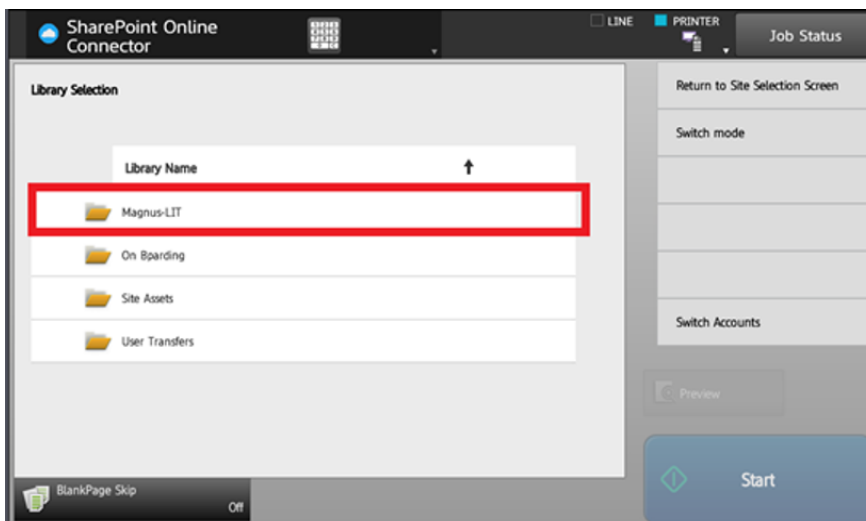 SharePoint Online
Connector
LINE
PRINTER
Job Status
Library Selection
Return to Site Selection Screen
Switch mode
Library Name
Magnus-LIT
On Bparding
Site Assets
User Transfers
Switch Accounts
Preview
BlankPage Skip
Off
Start